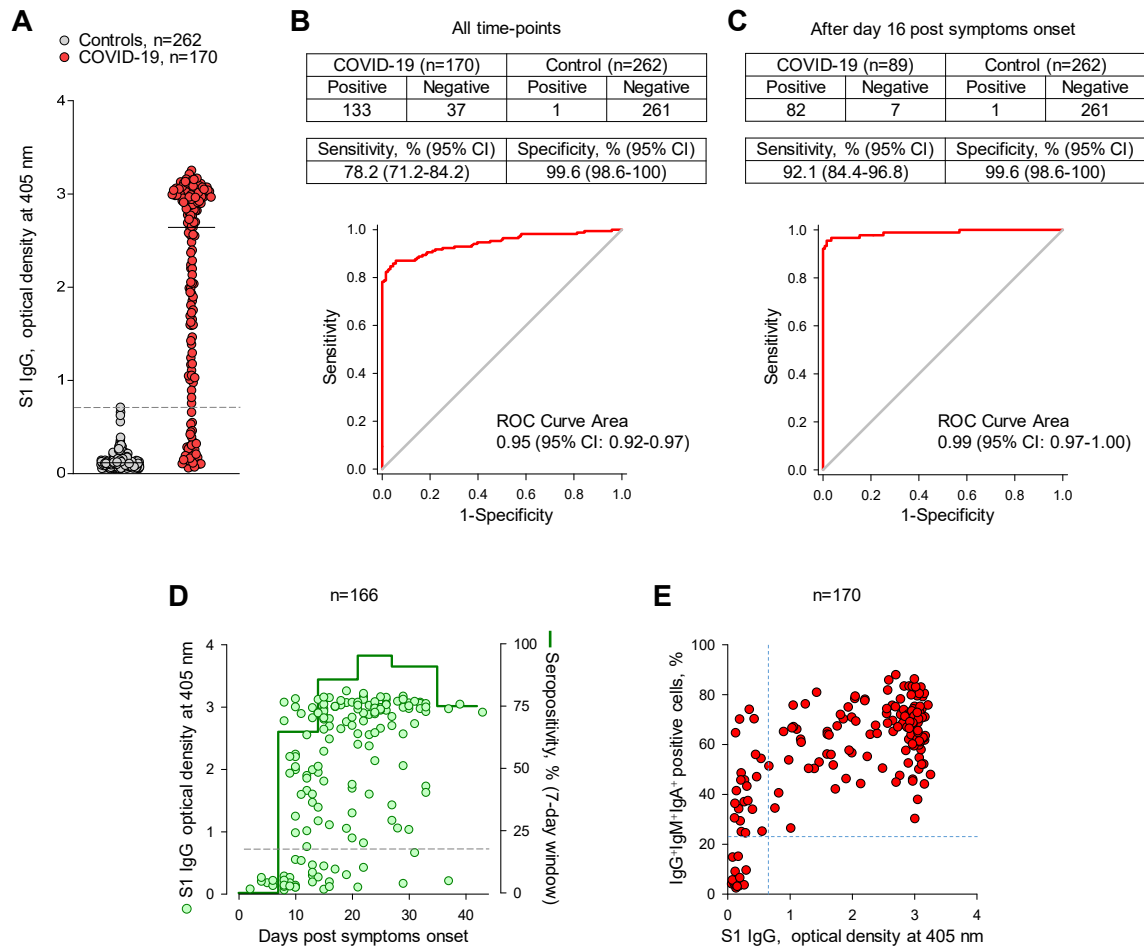 A
Controls, n=262
COVID-19, n=170
S1 IgG, optical density at 405 nm
4
3
2
1
0
B
All time-points
COVID-19 (n=170) Control (n=262)
Positive Negative Positive Negative
133 37 1 261
Sensitivity, % (95% CI) Specificity, % (95% CI)
78.2 (71.2-84.2) 99.6 (98.6-100)
Sensitivity
1.0
0.8
0.6
0.4
0.2
0.0
ROC Curve Area
0.95 (95% CI: 0.92-0.97)
0.0 0.2 0.4 0.6 0.8 1.0
1-Specificity
C
After day 16 post symptoms onset
COVID-19 (n=89) Control (n=262)
Positive Negative Positive Negative
82 7 1 261
Sensitivity, % (95% CI) Specificity, % (95% CI)
92.1 (84.4-96.8) 99.6 (98.6-100)
Sensitivity
1.0
0.8
0.6
0.4
0.2
0.0
ROC Curve Area
0.99 (95% CI: 0.97-1.00)
0.0 0.2 0.4 0.6 0.8 1.0
1-Specificity
D
n=166
S1 IgG optical density at 405 nm
4
3
2
1
0
100
75
50
25
0
Seropositivity, % (7-day window)
0 10 20 30 40
Days post symptoms onset
E
n=170
IgG⁺IgM⁺IgA⁺ positive cells, %
100
80
60
40
20
0
0 1 2 3 4
S1 IgG, optical density at 405 nm